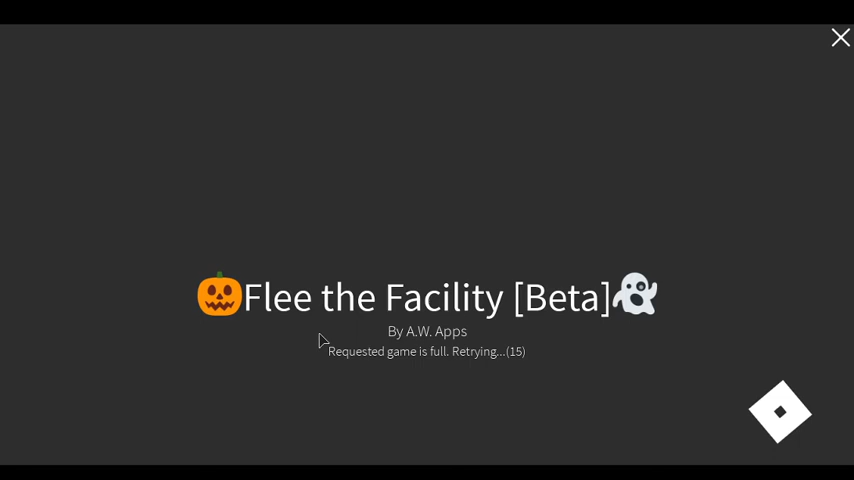 🎃Flee the Facility [Beta]👻
By A.W. Apps
Requested game is full. Retrying...(15)